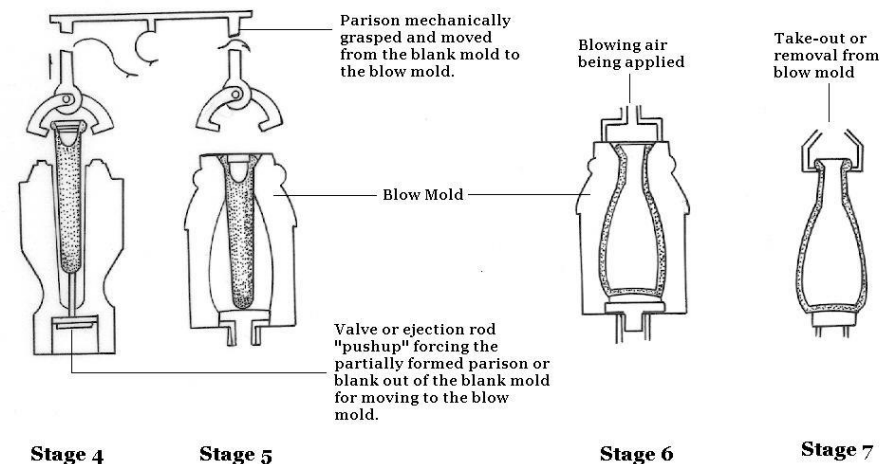 Parison mechanically
grasped and moved
from the blank mold to
the blow mold.
Blowing air
being applied
Take-out or
removal from
blow mold
Blow Mold
Valve or ejection rod
"pushup" forcing the
partially formed parison or
blank out of the blank mold
for moving to the blow
mold.
Stage 4
Stage 5
Stage 6
Stage 7